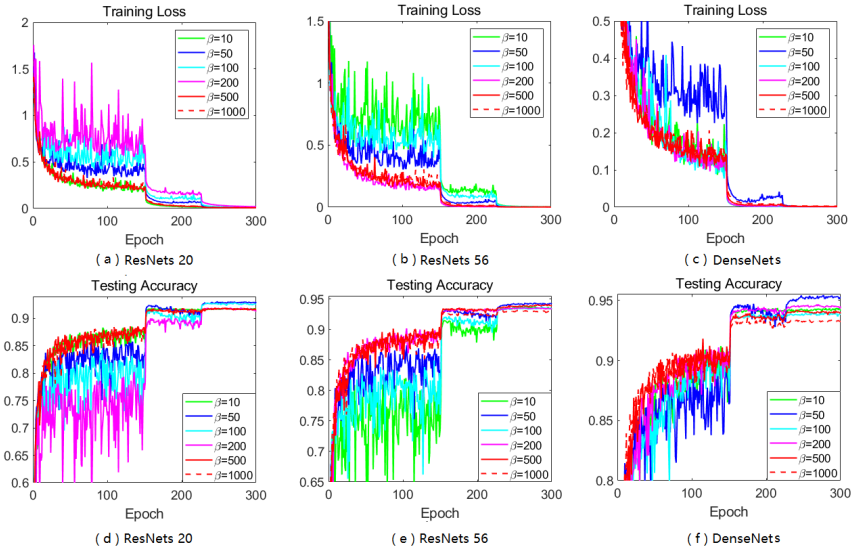 Training Loss
2
1.5
1
0.5
0
0
100
200
300
Epoch
β=10
β=50
β=100
β=200
β=500
β=1000
( a ) ResNets 20
Training Loss
1.5
1
0.5
0
0
100
200
300
Epoch
β=10
β=50
β=100
β=200
β=500
β=1000
( b ) ResNets 56
Training Loss
0.5
0.4
0.3
0.2
0.1
0
0
100
200
300
Epoch
β=10
β=50
β=100
β=200
β=500
β=1000
( c ) DenseNets
Testing Accuracy
0.9
0.85
0.8
0.75
0.7
0.65
0.6
0
100
200
300
Epoch
β=10
β=50
β=100
β=200
β=500
β=1000
( d ) ResNets 20
Testing Accuracy
0.95
0.9
0.85
0.8
0.75
0.7
0.65
0
100
200
300
Epoch
β=10
β=50
β=100
β=200
β=500
β=1000
( e ) ResNets 56
Testing Accuracy
0.95
0.9
0.85
0.8
0
100
200
300
Epoch
β=10
β=50
β=100
β=200
β=500
β=1000
( f ) DenseNets